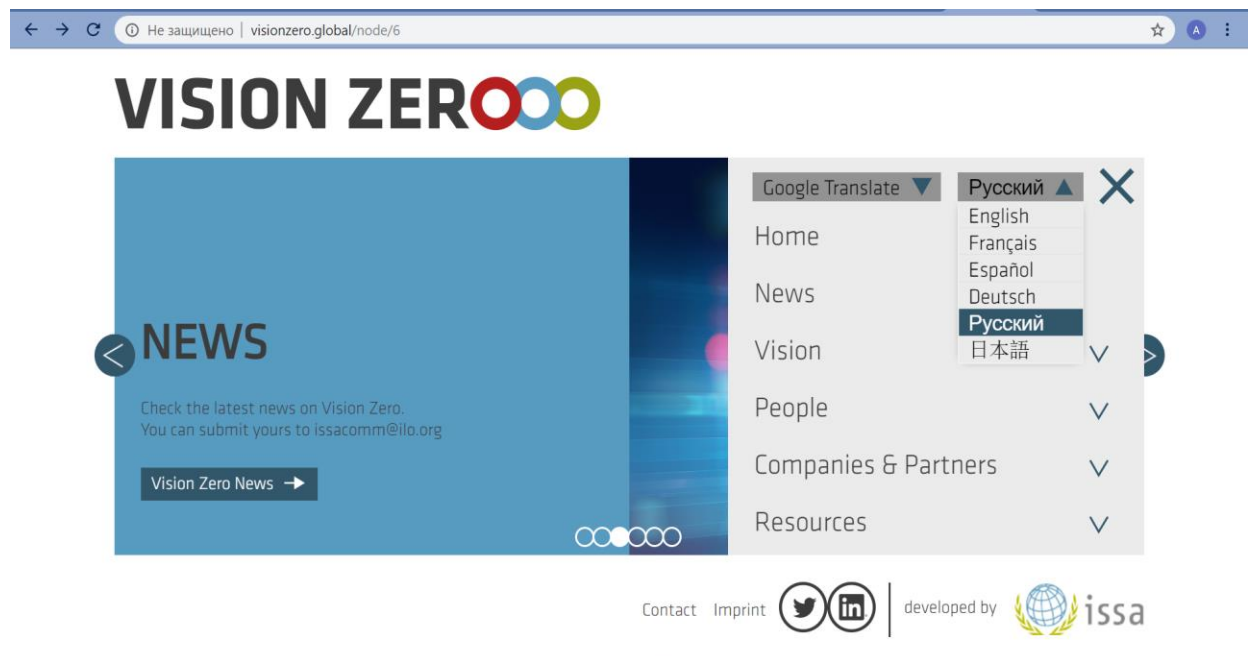 Не защищено | visionzero.global/node/6
A
VISION ZERO
NEWS
Check the latest news on Vision Zero.
You can submit yours to issacomm@ilo.org
Vision Zero News
Google Translate
Русский
English
Français
Español
Deutsch
Русский
日本語
Home
News
Vision
People
Companies & Partners
Resources
Contact Imprint
in
developed by
issa